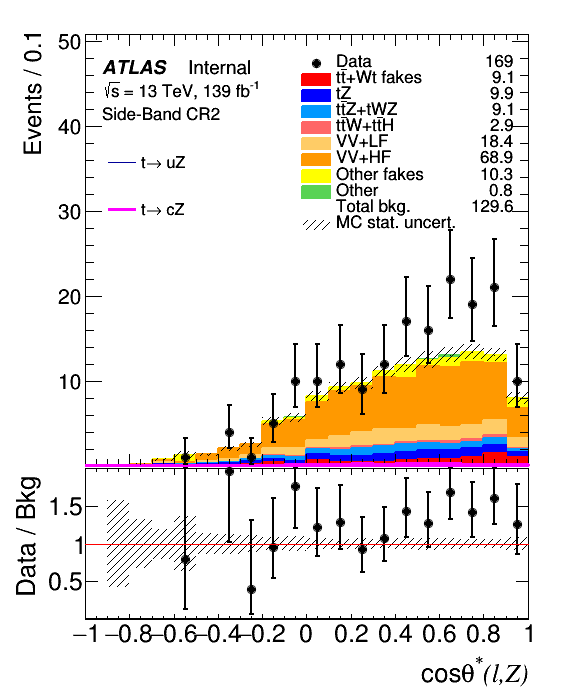 50
40
30
20
10
Events / 0.1
ATLAS Internal
√s = 13 TeV, 139 fb⁻¹
Side-Band CR2
t→ uZ
t→ cZ
Data 169
tt̄+Wt fakes 9.1
tZ 9.9
tt̄Z+tWZ 9.1
tt̄W+tt̄H 2.9
VV+LF 18.4
VV+HF 68.9
Other fakes 10.3
Other 0.8
Total bkg. 129.6
MC stat. uncert.
Data / Bkg
1.5
1
0.5
−1 −0.8 −0.6 −0.4 −0.2 0 0.2 0.4 0.6 0.8 1
cosθ*(l,Z)